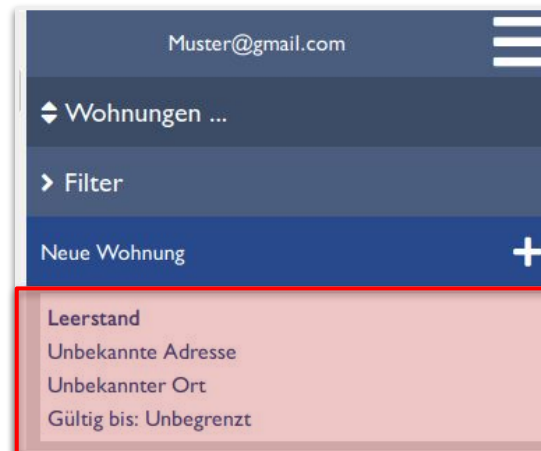 Muster@gmail.com
Wohnungen ...
Filter
Neue Wohnung
Leerstand
Unbekannte Adresse
Unbekannter Ort
Gültig bis: Unbegrenzt